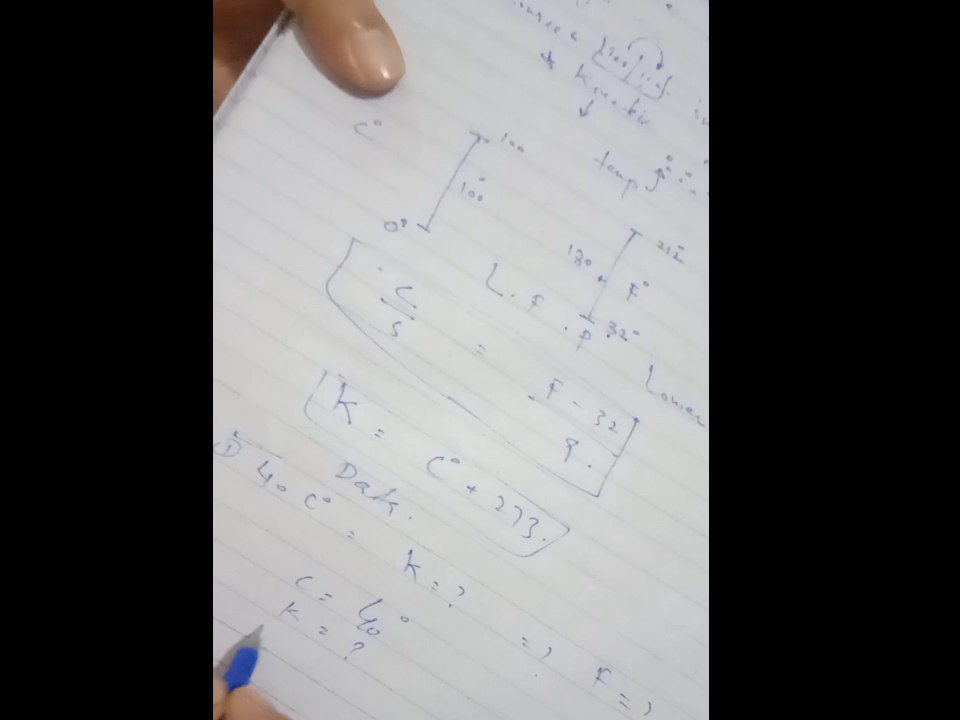 Kinetic
↓
temp
C°
100
100°
0°
212
180
F°
32°
L. F. P.
Lower
C/5 = F - 32/9.
K = C° + 273.
Data.
① 40 C° = K = ? => F = ?
C = 40°
K = ?